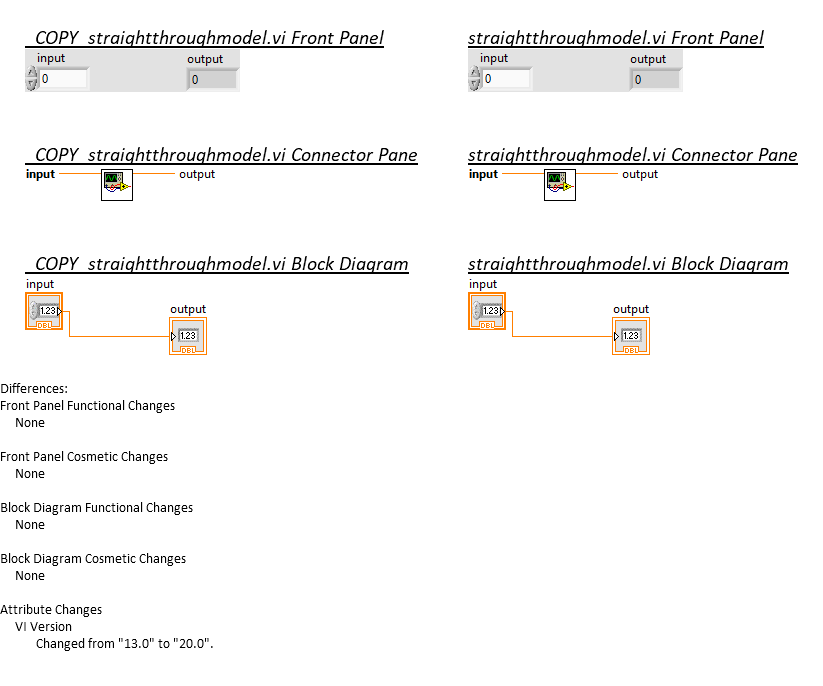 _COPY_straightthroughmodel.vi Front Panel
input
output
0
0
straightthroughmodel.vi Front Panel
input
output
0
0
_COPY_straightthroughmodel.vi Connector Pane
input
output
straightthroughmodel.vi Connector Pane
input
output
_COPY_straightthroughmodel.vi Block Diagram
input
1.23
DBL
output
1.23
DBL
straightthroughmodel.vi Block Diagram
input
1.23
DBL
output
1.23
DBL
Differences:
Front Panel Functional Changes
None
Front Panel Cosmetic Changes
None
Block Diagram Functional Changes
None
Block Diagram Cosmetic Changes
None
Attribute Changes
VI Version
Changed from "13.0" to "20.0".